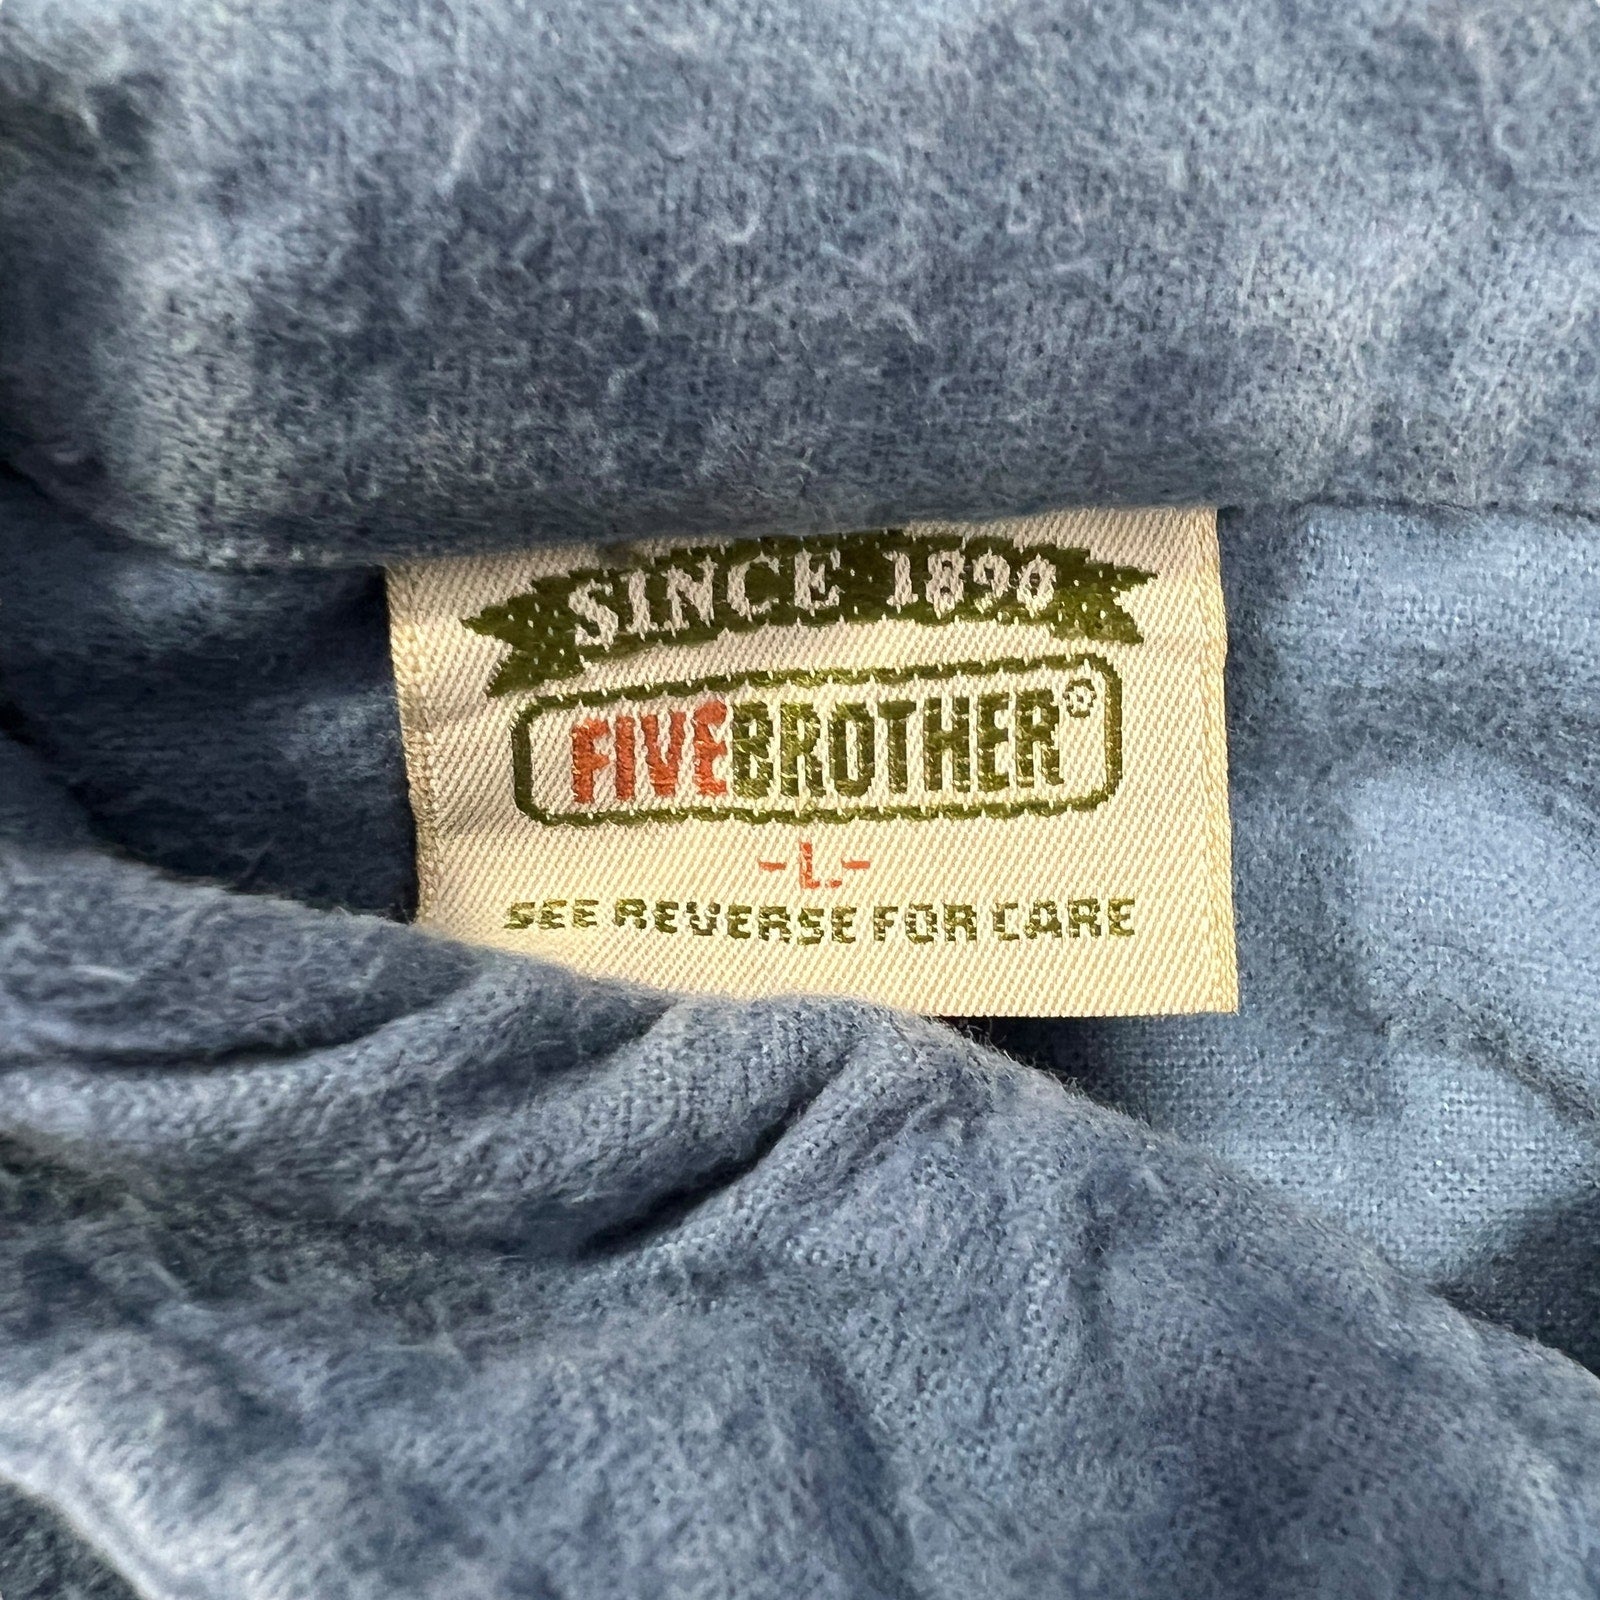 SINCE 1890
FIVEBROTHER®
-L-
SEE REVERSE FOR CARE